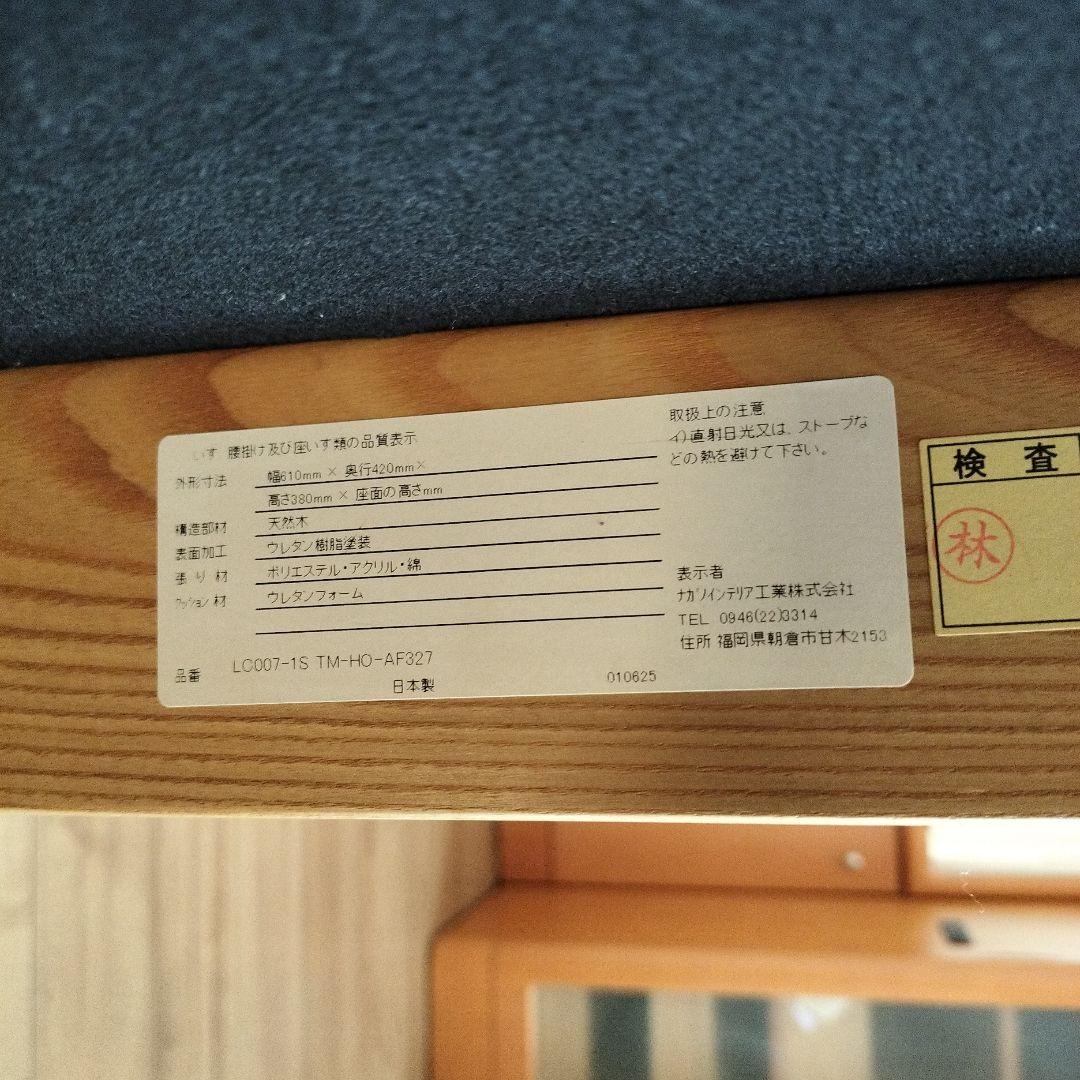 いす 腰掛け及び座いす類の品質表示
外形寸法 幅610mm × 奥行420mm×
高さ380mm × 座面の高さmm
構造部材 天然木
表面加工 ウレタン樹脂塗装
張り材 ポリエステル・アクリル・綿
クッション材 ウレタンフォーム
品番 LC007-1S TM-HO-AF327
日本製 010625
取扱上の注意
イ)直射日光又は、ストーブな
どの熱を避けて下さい。
表示者
ナガノインテリア工業株式会社
TEL 0946(22)3314
住所 福岡県朝倉市甘木2153
検査
林